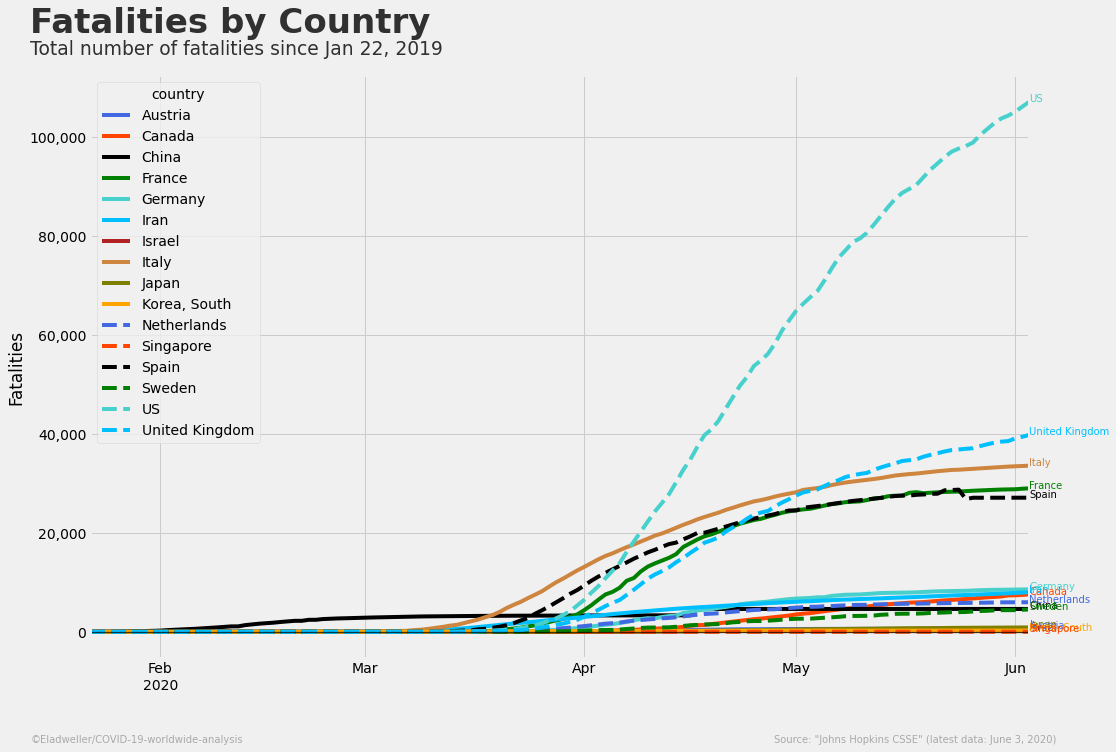 Fatalities by Country
Total number of fatalities since Jan 22, 2019
country
Austria
Canada
China
France
Germany
Iran
Israel
Italy
Japan
Korea, South
Netherlands
Singapore
Spain
Sweden
US
United Kingdom
Fatalities
100,000
80,000
60,000
40,000
20,000
0
US
United Kingdom
Italy
France
Spain
Germany
Canada
Netherlands
Sweden
Singapore
South
Feb
2020
Mar
Apr
May
Jun
©Eladweller/COVID-19-worldwide-analysis
Source: "Johns Hopkins CSSE" (latest data: June 3, 2020)